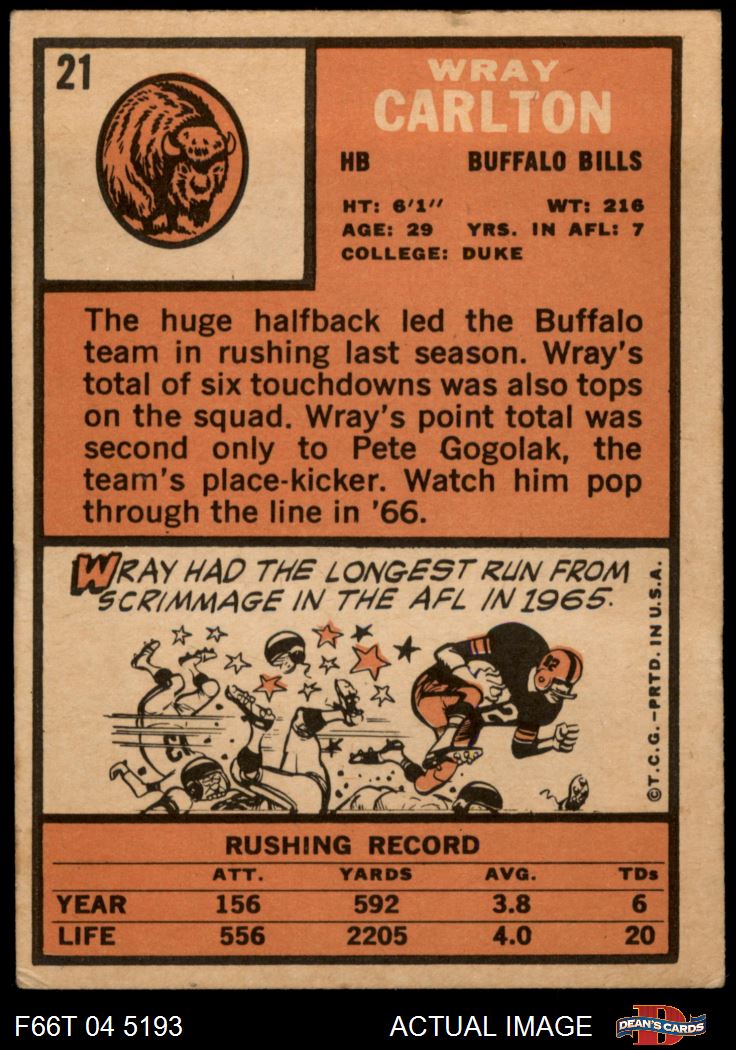 21
WRAY
CARLTON
HB BUFFALO BILLS
HT: 6'1" WT: 216
AGE: 29 YRS. IN AFL: 7
COLLEGE: DUKE
The huge halfback led the Buffalo
team in rushing last season. Wray's
total of six touchdowns was also tops
on the squad. Wray's point total was
second only to Pete Gogolak, the
team's place-kicker. Watch him pop
through the line in '66.
WRAY HAD THE LONGEST RUN FROM
SCRIMMAGE IN THE AFL IN 1965.
©T.C.G.-PRTD. IN U.S.A.
RUSHING RECORD
ATT. YARDS AVG. TDs
YEAR 156 592 3.8 6
LIFE 556 2205 4.0 20
F66T 04 5193 ACTUAL IMAGE DEAN'S CARDS